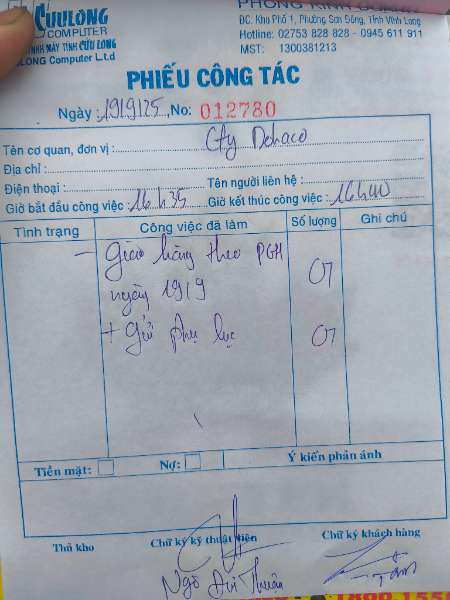 CUULONG
COMPUTER
NH MÁY TÍNH CỬU LONG
LONG Computer L.t.d
PHÒNG KINH DOANH
ĐC. Khu Phố 1, Phường Sơn Đông, Tỉnh Vĩnh Long
Hotline: 02753 828 828 - 0945 611 911
MST: 1300381213
PHIẾU CÔNG TÁC
Ngày : 19/9/25 ,No: 012780
Tên cơ quan, đơn vị : Cty Dohaco
Địa chỉ :
Điện thoại : Tên người liên hệ :
Giờ bắt đầu công việc : 16h35 Giờ kết thúc công việc : 16h40
Tình trạng Công việc đã làm Số lượng Ghi chú
- Giao hàng theo PGH
ngày 19/9 01
+ Gửi phụ lục 01
Tiền mặt: Nợ: Ý kiến phản ánh
Thủ kho Chữ ký kỹ thuật viên Chữ ký khách hàng
Ngô Thuận Tâm